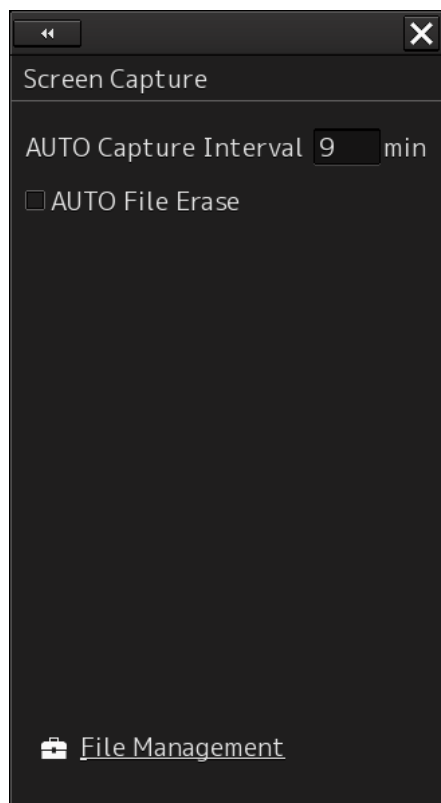 Screen Capture
AUTO Capture Interval 9 min
AUTO File Erase
File Management